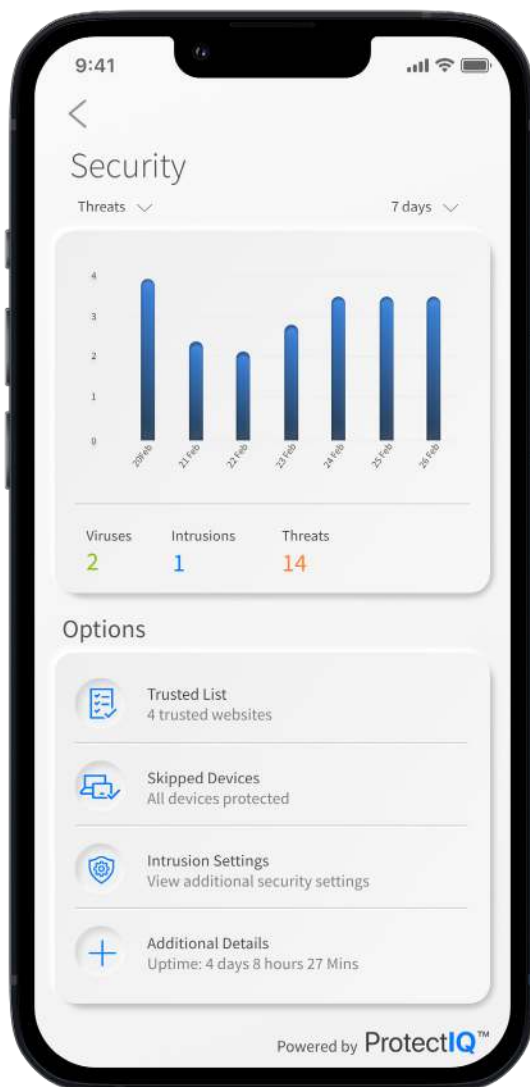 9:41
Security
Threats
7 days
4
3
2
1
0
20Feb
21 Feb
22 Feb
23 Feb
24 Feb
25 Feb
26 Feb
Viruses Intrusions Threats
2 1 14
Options
Trusted List
4 trusted websites
Skipped Devices
All devices protected
Intrusion Settings
View additional security settings
Additional Details
Uptime: 4 days 8 hours 27 Mins
Powered by ProtectIQ™